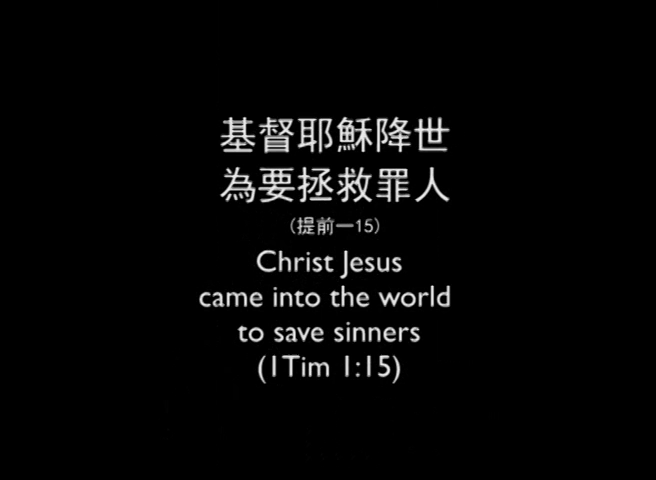 基督耶穌降世
為要拯救罪人
（提前一15）
Christ Jesus
came into the world
to save sinners
(1Tim 1:15)